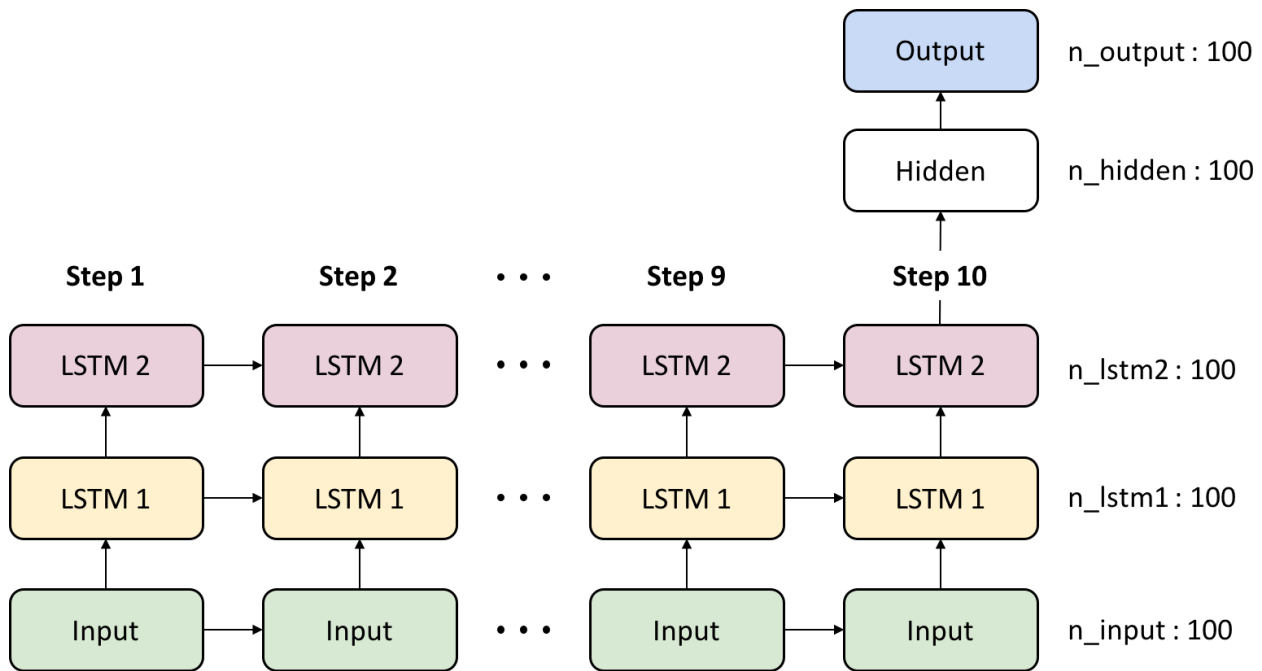 Output n_output : 100
Hidden n_hidden : 100
Step 1 Step 2 • • • Step 9 Step 10
LSTM 2 LSTM 2 • • • LSTM 2 LSTM 2 n_lstm2 : 100
LSTM 1 LSTM 1 • • • LSTM 1 LSTM 1 n_lstm1 : 100
Input Input • • • Input Input n_input : 100